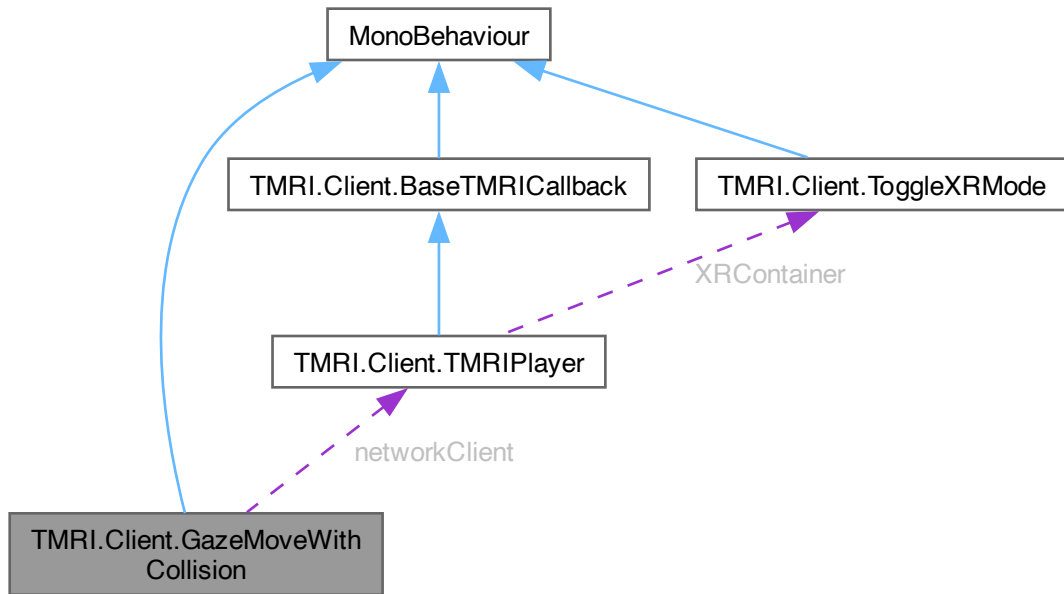 MonoBehaviour
TMRI.Client.BaseTMRICallback
TMRI.Client.ToggleXRMode
XRContainer
TMRI.Client.TMRIPlayer
networkClient
TMRI.Client.GazeMoveWith
Collision